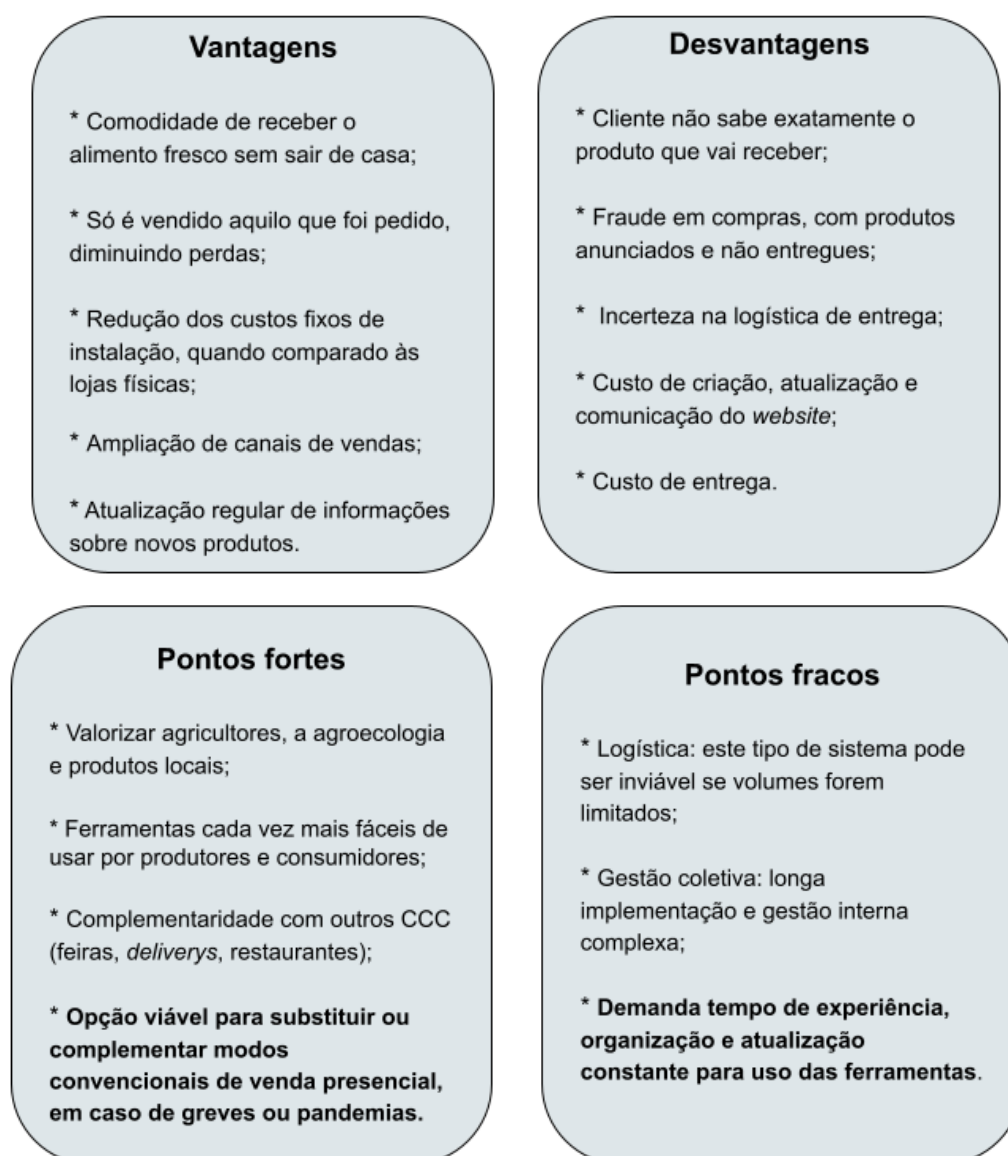 Vantagens
* Comodidade de receber o
alimento fresco sem sair de casa;
* Só é vendido aquilo que foi pedido,
diminuindo perdas;
* Redução dos custos fixos de
instalação, quando comparado às
lojas físicas;
* Ampliação de canais de vendas;
* Atualização regular de informações
sobre novos produtos.
Desvantagens
* Cliente não sabe exatamente o
produto que vai receber;
* Fraude em compras, com produtos
anunciados e não entregues;
* Incerteza na logística de entrega;
* Custo de criação, atualização e
comunicação do website;
* Custo de entrega.
Pontos fortes
* Valorizar agricultores, a agroecologia
e produtos locais;
* Ferramentas cada vez mais fáceis de
usar por produtores e consumidores;
* Complementaridade com outros CCC
(feiras, deliverys, restaurantes);
* Opção viável para substituir ou
complementar modos
convencionais de venda presencial,
em caso de greves ou pandemias.
Pontos fracos
* Logística: este tipo de sistema pode
ser inviável se volumes forem
limitados;
* Gestão coletiva: longa
implementação e gestão interna
complexa;
* Demanda tempo de experiência,
organização e atualização
constante para uso das ferramentas.